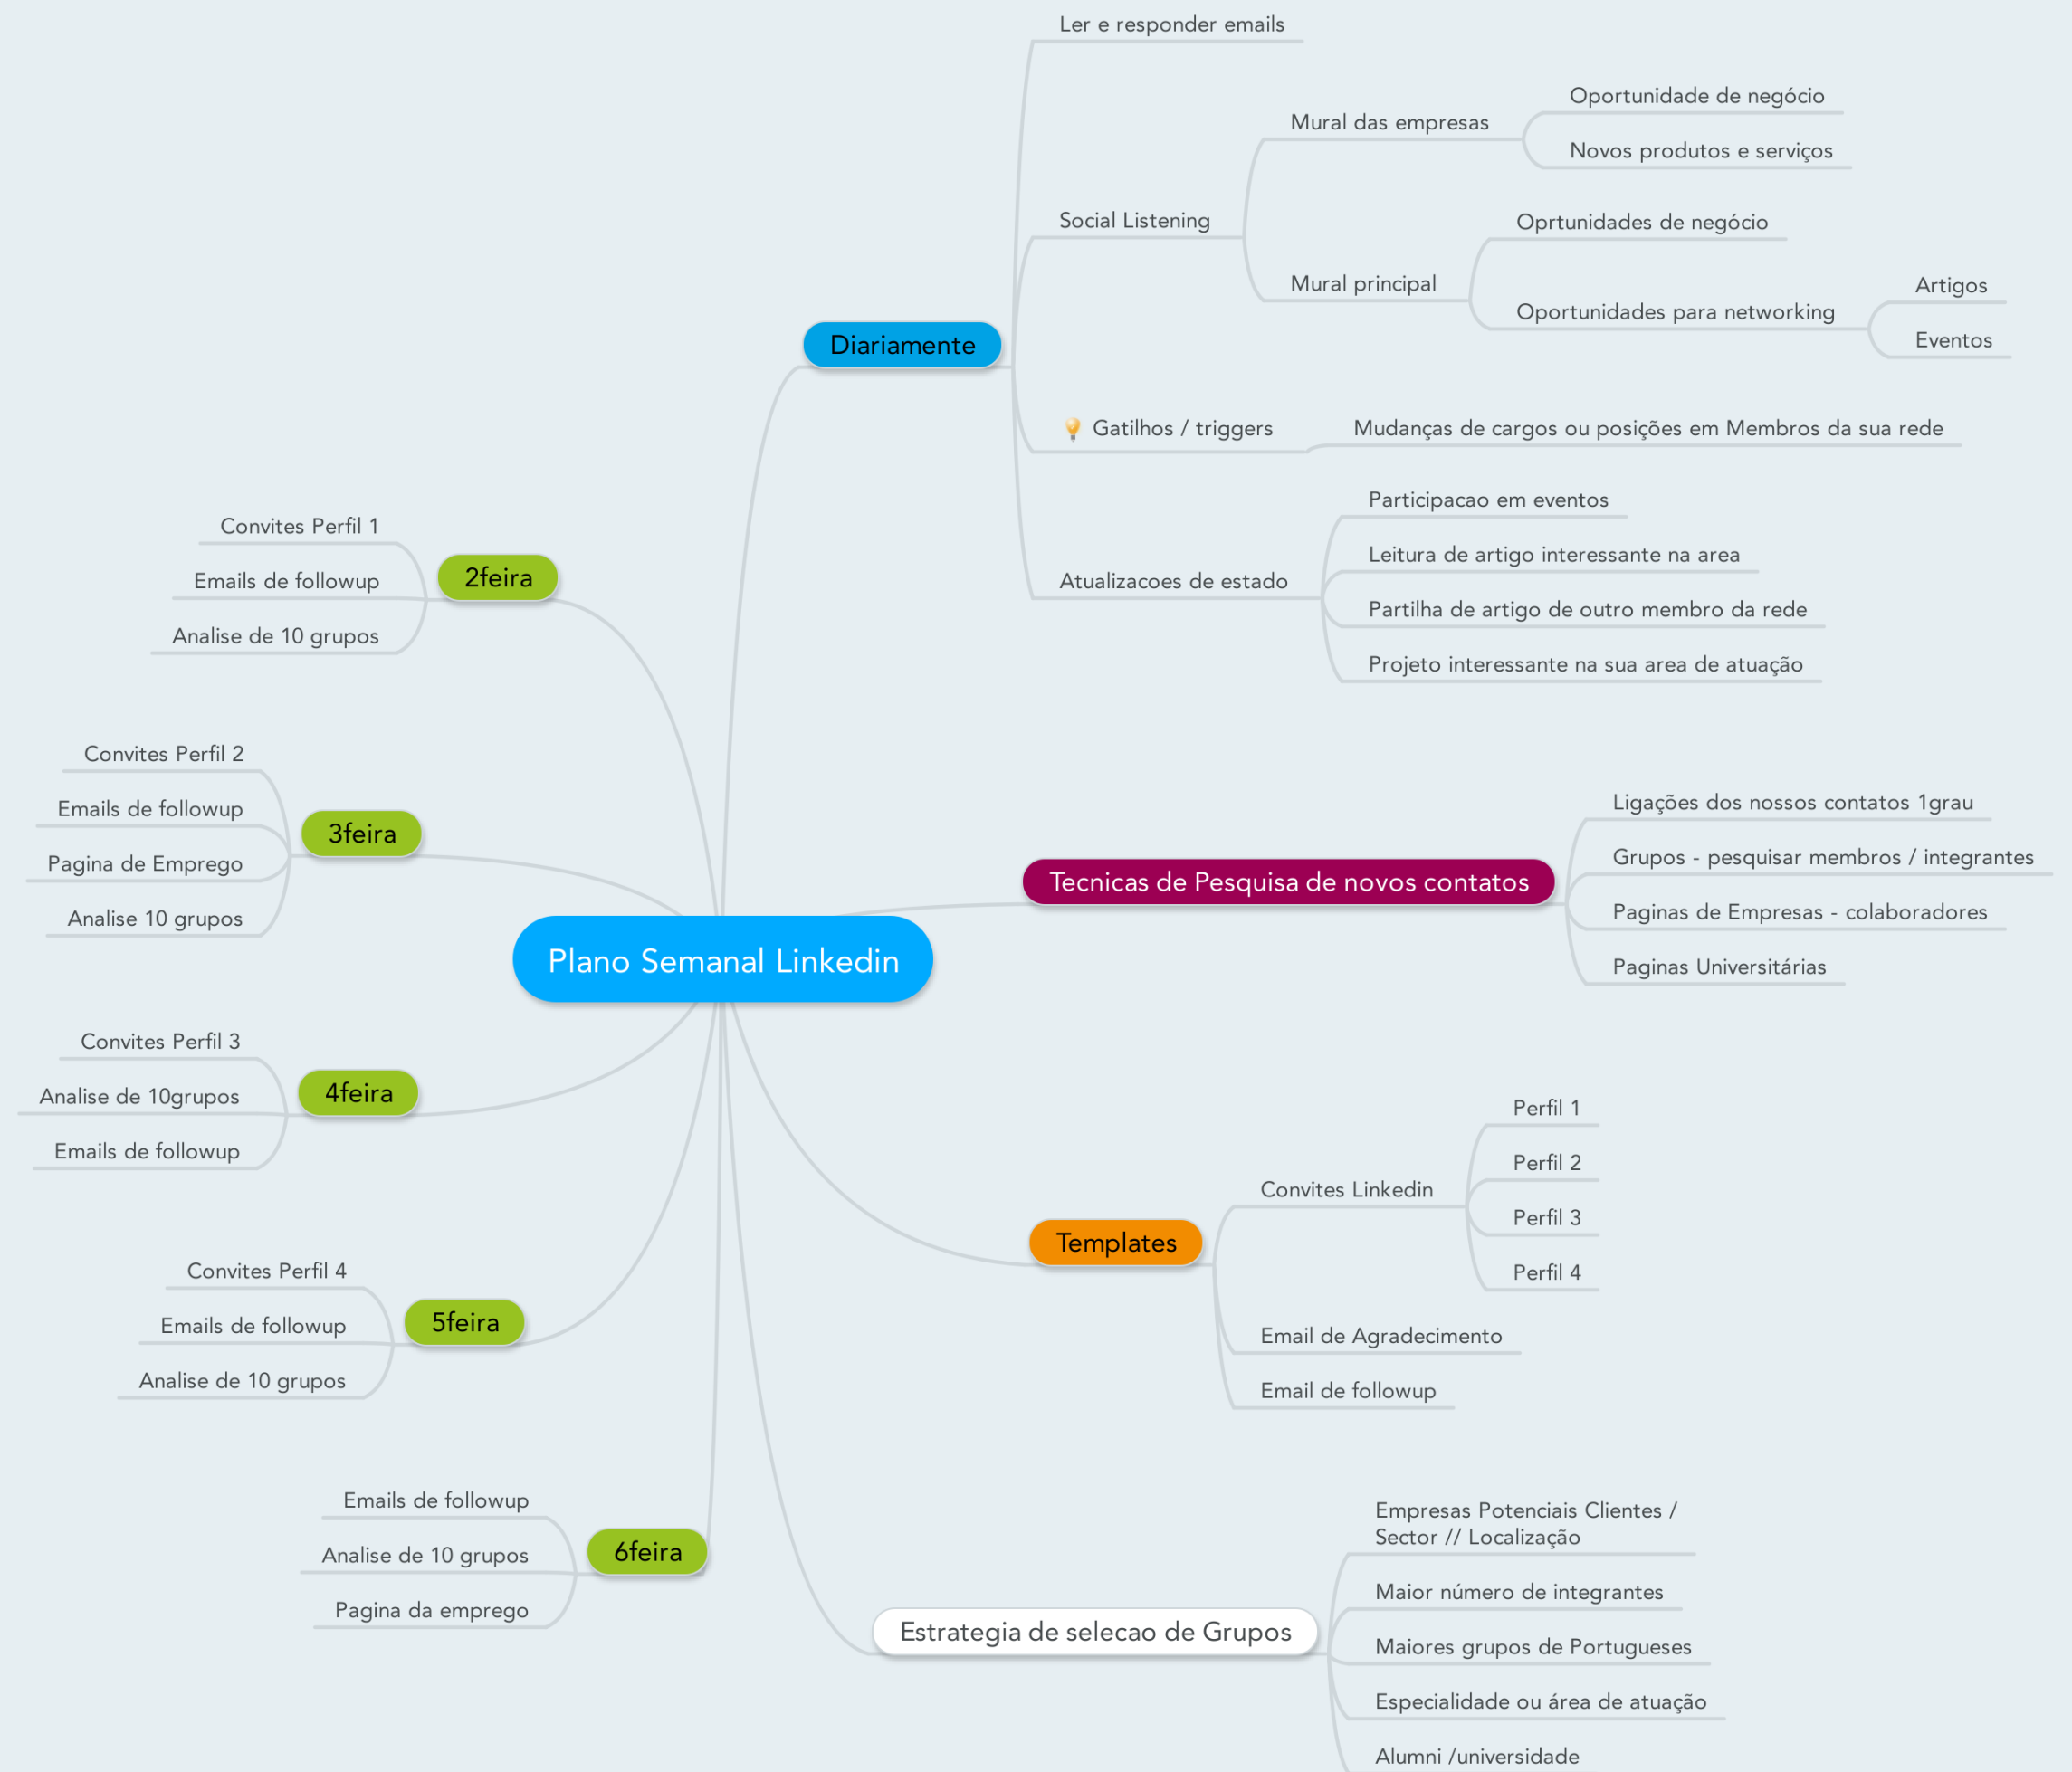 Plano Semanal Linkedin
Diariamente
Ler e responder emails
Social Listening
Mural das empresas
Oportunidade de negócio
Novos produtos e serviços
Mural principal
Oprtunidades de negócio
Oportunidades para networking
Artigos
Eventos
Gatilhos / triggers
Mudanças de cargos ou posições em Membros da sua rede
Atualizacoes de estado
Participacao em eventos
Leitura de artigo interessante na area
Partilha de artigo de outro membro da rede
Projeto interessante na sua area de atuação
Tecnicas de Pesquisa de novos contatos
Ligações dos nossos contatos 1grau
Grupos - pesquisar membros / integrantes
Paginas de Empresas - colaboradores
Paginas Universitárias
Templates
Convites Linkedin
Perfil 1
Perfil 2
Perfil 3
Perfil 4
Email de Agradecimento
Email de followup
Estrategia de selecao de Grupos
Empresas Potenciais Clientes /
Sector // Localização
Maior número de integrantes
Maiores grupos de Portugueses
Especialidade ou área de atuação
Alumni /universidade
2feira
Convites Perfil 1
Emails de followup
Analise de 10 grupos
3feira
Convites Perfil 2
Emails de followup
Pagina de Emprego
Analise 10 grupos
4feira
Convites Perfil 3
Analise de 10grupos
Emails de followup
5feira
Convites Perfil 4
Emails de followup
Analise de 10 grupos
6feira
Emails de followup
Analise de 10 grupos
Pagina da emprego